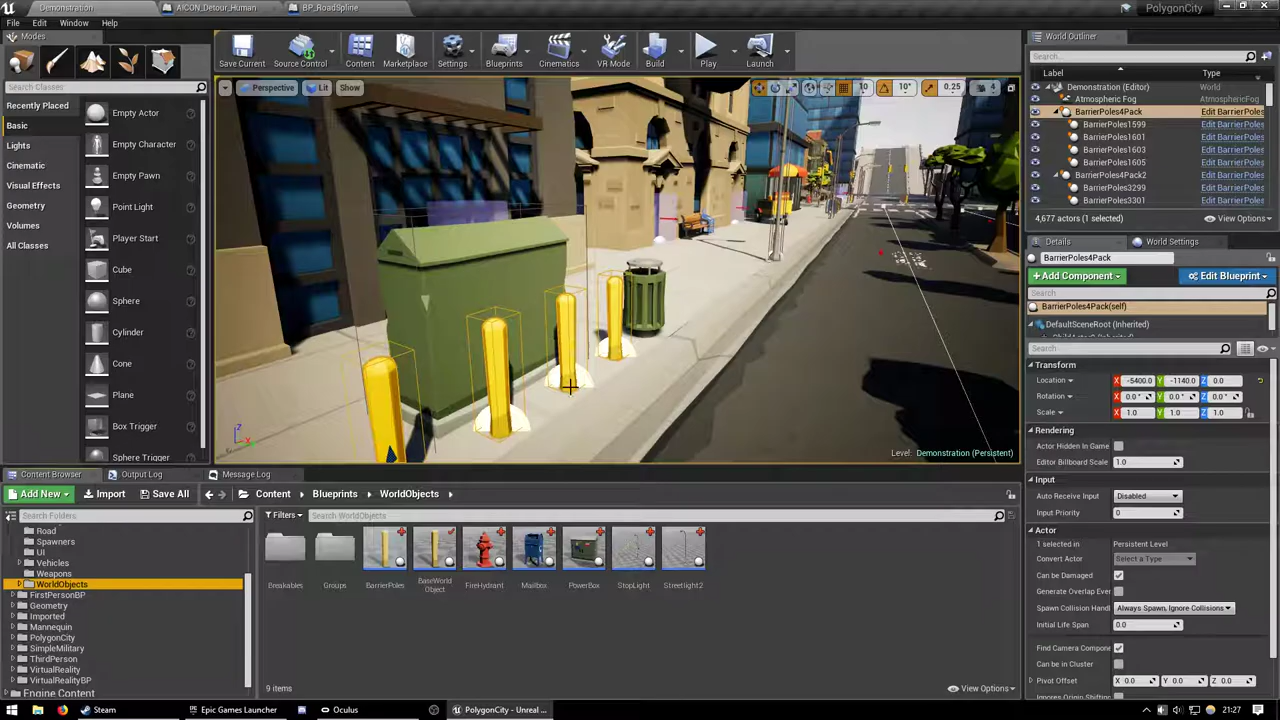 Demonstration
AICON_Detour_Human
BP_RoadSpline
PolygonCity
File
Edit
Window
Help
Modes
Search Classes
Recently Placed
Basic
Lights
Cinematic
Visual Effects
Geometry
Volumes
All Classes
Empty Actor
Empty Character
Empty Pawn
Point Light
Player Start
Cube
Sphere
Cylinder
Cone
Plane
Box Trigger
Sphere Trigger
Save Current
Source Control
Content
Marketplace
Settings
Blueprints
Cinematics
VR Mode
Build
Play
Launch
Perspective
Lit
Show
10
10°
0.25
4
Level: Demonstration (Persistent)
World Outliner
Search...
Label
Type
Demonstration (Editor)
World
Atmospheric Fog
AtmosphericFog
BarrierPoles4Pack
Edit BarrierPoles
BarrierPoles1599
Edit BarrierPoles
BarrierPoles1601
Edit BarrierPoles
BarrierPoles1603
Edit BarrierPoles
BarrierPoles1605
Edit BarrierPoles
BarrierPoles4Pack2
Edit BarrierPoles
BarrierPoles3299
Edit BarrierPoles
BarrierPoles3301
Edit BarrierPoles
4,677 actors (1 selected)
View Options
Details
World Settings
BarrierPoles4Pack
+Add Component
Edit Blueprint
Search
BarrierPoles4Pack(self)
DefaultSceneRoot (Inherited)
Search
Transform
Location
X -5400.0
Y -1140.0
Z 0.0
Rotation
X 0.0°
Y 0.0°
Z 0.0°
Scale
X 1.0
Y 1.0
Z 1.0
Rendering
Actor Hidden In Game
Editor Billboard Scale
1.0
Input
Auto Receive Input
Disabled
Input Priority
0
Actor
1 selected in
Persistent Level
Convert Actor
Select a Type
Can be Damaged
Generate Overlap Ever
Spawn Collision Handl
Always Spawn, Ignore Collisions
Initial Life Span
0.0
Find Camera Compone
Can be in Cluster
Pivot Offset
X 0.0
Y 0.0
Z 0.0
Ignores Origin Shifting
Content Browser
Output Log
Message Log
Add New
Import
Save All
Content
Blueprints
WorldObjects
Search Folders
Filters
Search WorldObjects
Road
Spawners
UI
Vehicles
Weapons
WorldObjects
FirstPersonBP
Geometry
Imported
Mannequin
PolygonCity
SimpleMilitary
ThirdPerson
VirtualReality
VirtualRealityBP
Engine Content
Breakables
Groups
BarrierPoles
BaseWorld
Object
FireHydrant
Mailbox
PowerBox
StopLight
Streetlight2
9 items
View Options
Steam
Epic Games Launcher
Oculus
PolygonCity - Unreal ...
21:27